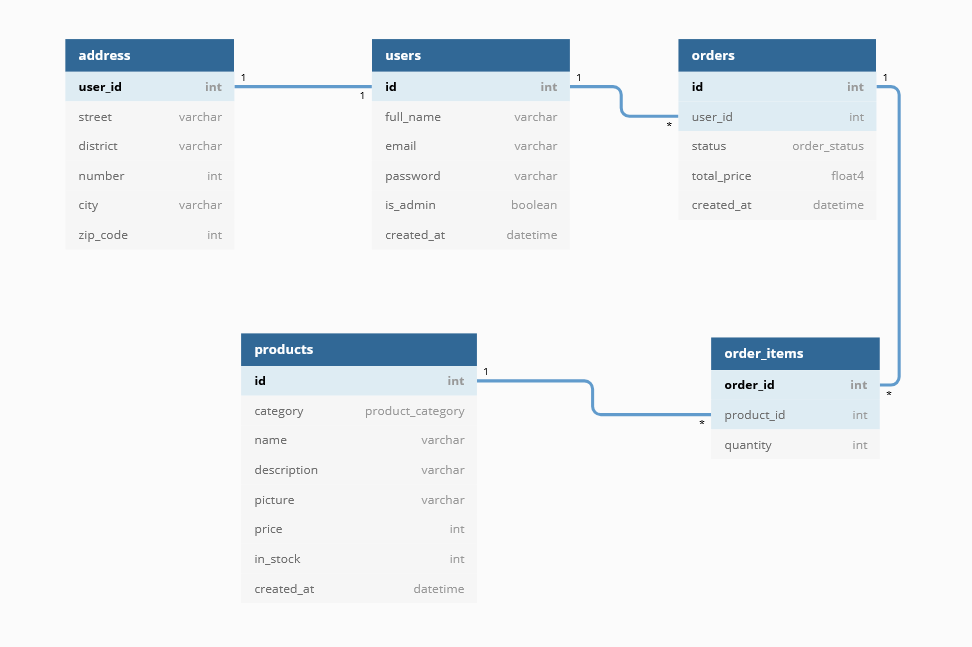 address
user_id int
street varchar
district varchar
number int
city varchar
zip_code int
1
1
users
id int
full_name varchar
email varchar
password varchar
is_admin boolean
created_at datetime
1
*
orders
id int
user_id int
status order_status
total_price float4
created_at datetime
1
*
products
id int
category product_category
name varchar
description varchar
picture varchar
price int
in_stock int
created_at datetime
1
*
order_items
order_id int
product_id int
quantity int